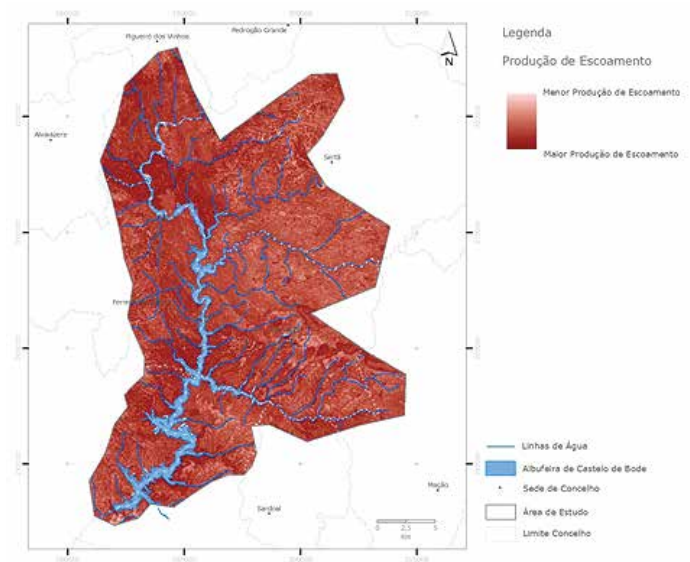 Figueiró dos Vinhos
Pedrogão Grande
N
Alvaiázere
Sertã
Ferre
Mação
Sardoal
0 2,5 5
Km
Legenda
Produção de Escoamento
Menor Produção de Escoamento
Maior Produção de Escoamento
Linhas de Água
Albufeira de Castelo de Bode
Sede de Concelho
Área de Estudo
Limite Concelho